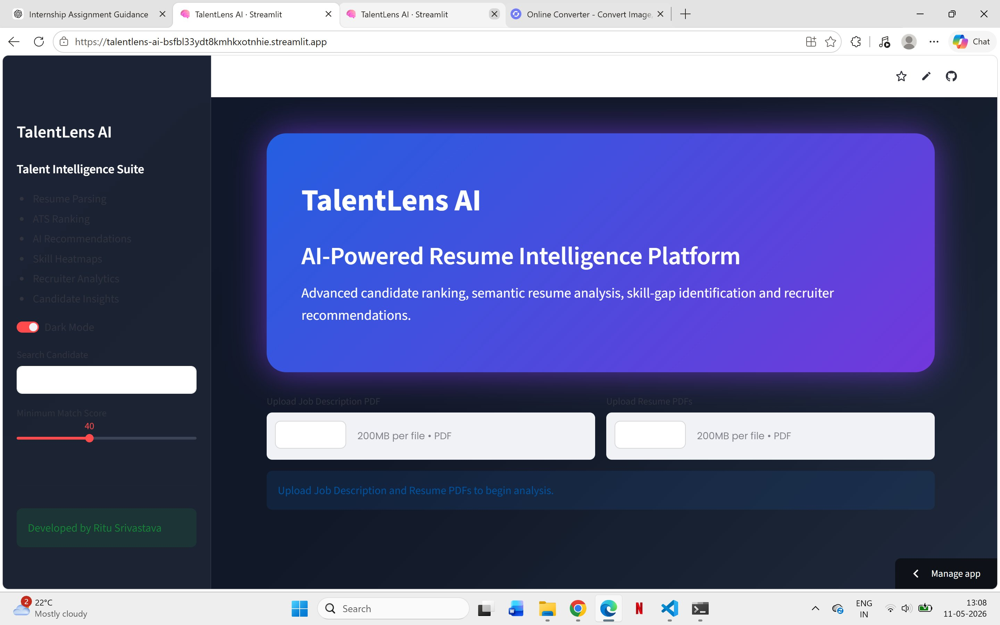 Internship Assignment Guidance
TalentLens AI · Streamlit
TalentLens AI · Streamlit
Online Converter - Convert Image,
https://talentlens-ai-bsfbl33ydt8kmhkxotnhie.streamlit.app
Chat
TalentLens AI
Talent Intelligence Suite
• Resume Parsing
• ATS Ranking
• AI Recommendations
• Skill Heatmaps
• Recruiter Analytics
• Candidate Insights
Dark Mode
Search Candidate
Minimum Match Score
40
Developed by Ritu Srivastava
TalentLens AI
AI-Powered Resume Intelligence Platform
Advanced candidate ranking, semantic resume analysis, skill-gap identification and recruiter
recommendations.
Upload Job Description PDF
200MB per file • PDF
Upload Resume PDFs
200MB per file • PDF
Upload Job Description and Resume PDFs to begin analysis.
Manage app
2
22°C
Mostly cloudy
Search
W
N
ENG
IN
13:08
11-05-2026